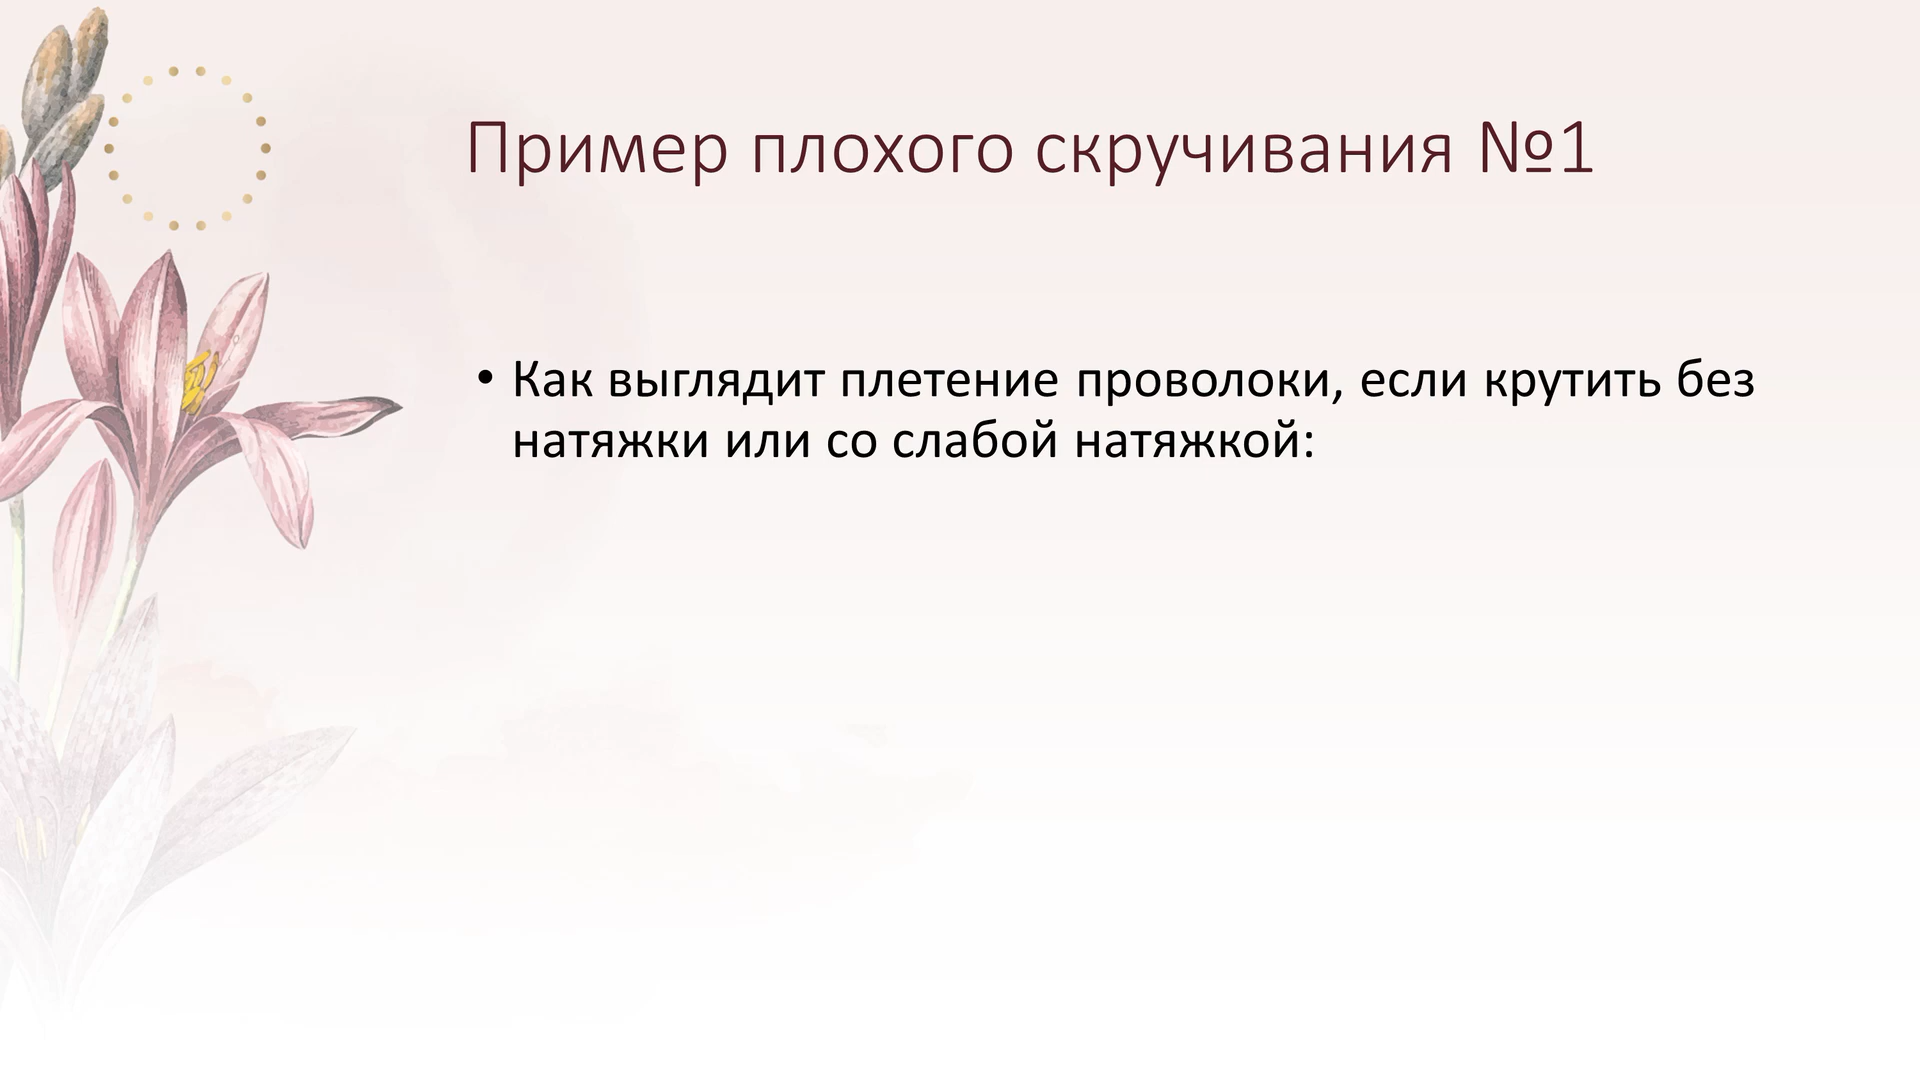 Пример плохого скручивания №1
• Как выглядит плетение проволоки, если крутить без
натяжки или со слабой натяжкой: